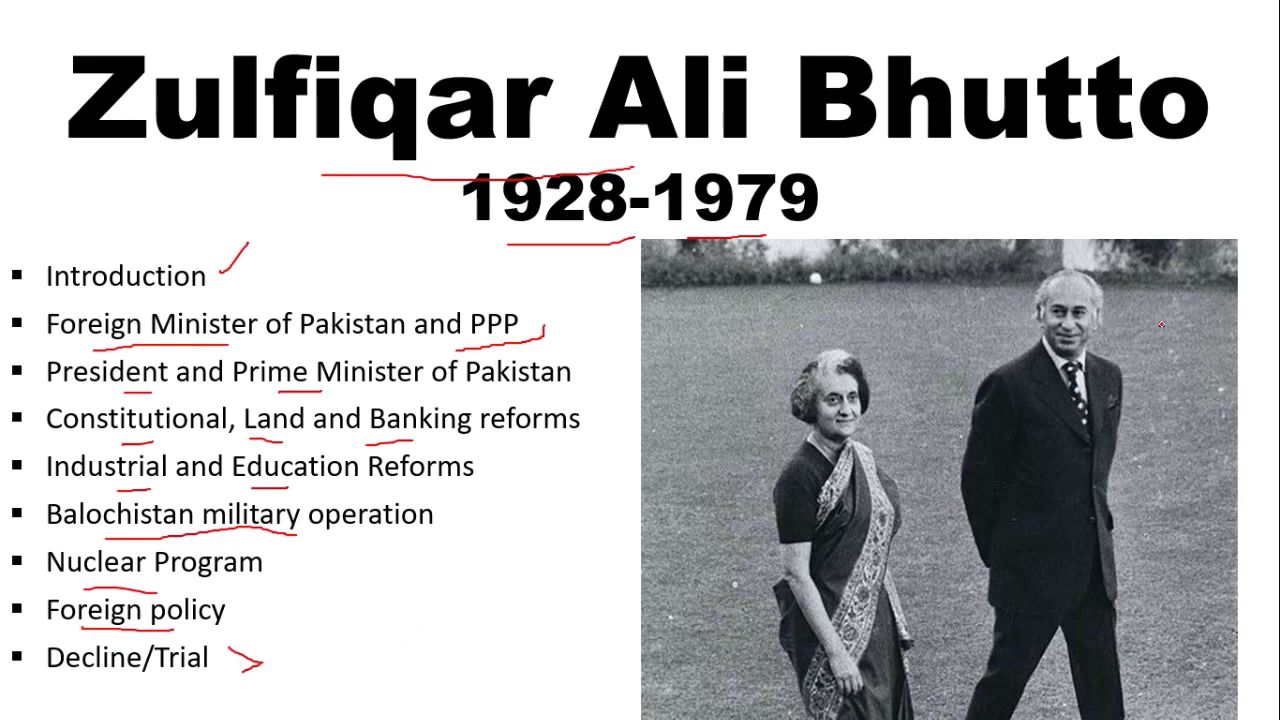 Zulfiqar Ali Bhutto
1928-1979
▪ Introduction
▪ Foreign Minister of Pakistan and PPP
▪ President and Prime Minister of Pakistan
▪ Constitutional, Land and Banking reforms
▪ Industrial and Education Reforms
▪ Balochistan military operation
▪ Nuclear Program
▪ Foreign policy
▪ Decline/Trial